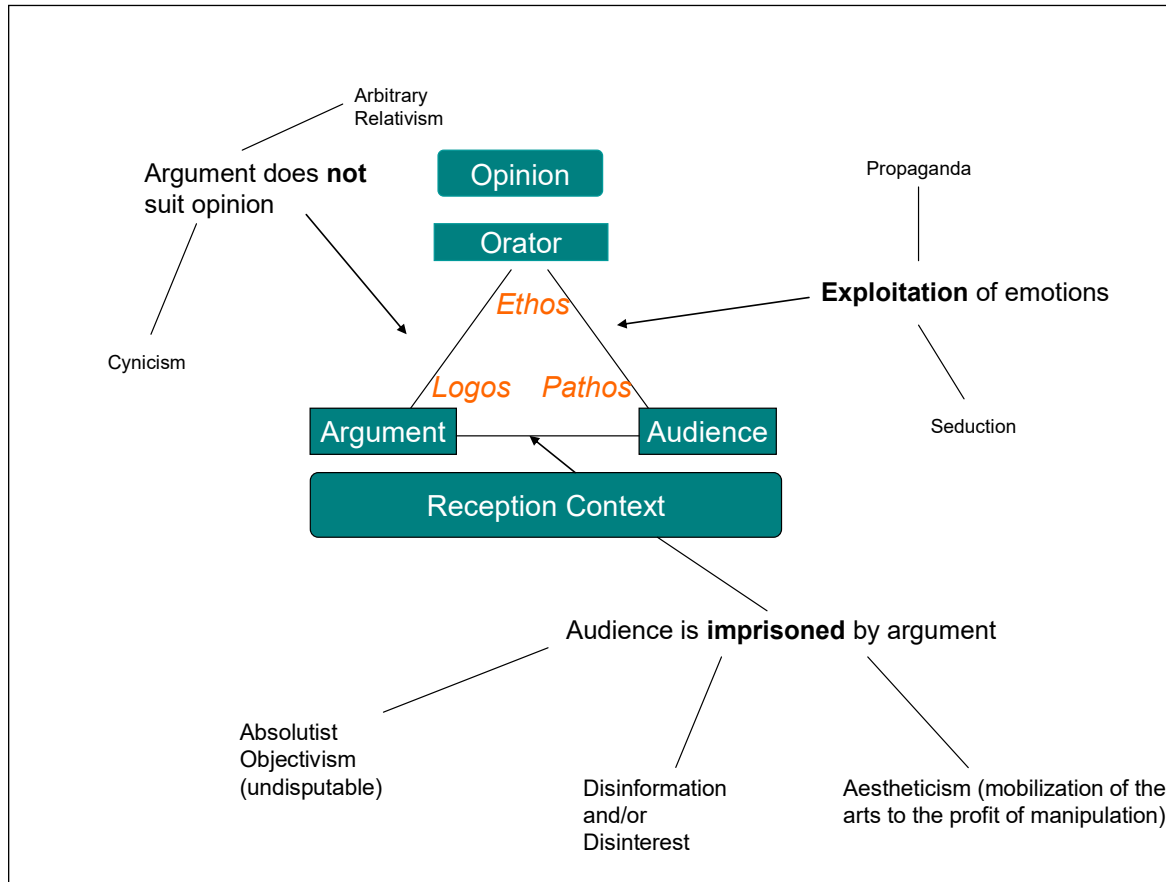 Arbitrary
Relativism
Argument does not
suit opinion
Cynicism
Opinion
Orator
Ethos
Logos
Pathos
Argument
Audience
Reception Context
Propaganda
Exploitation of emotions
Seduction
Audience is imprisoned by argument
Absolutist
Objectivism
(undisputable)
Disinformation
and/or
Disinterest
Aestheticism (mobilization of the
arts to the profit of manipulation)